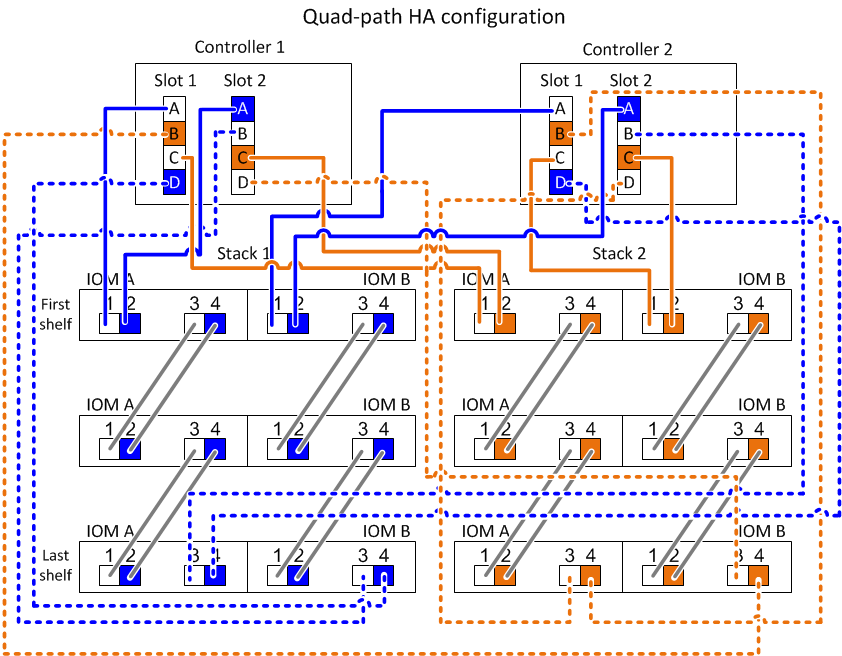 Quad-path HA configuration
Controller 1
Controller 2
Slot 1 Slot 2
Slot 1 Slot 2
A A
B B
C C
D D
A A
B B
C C
D D
Stack 1
Stack 2
IOM A IOM B
IOM A IOM B
First
shelf
1 2 3 4 1 2 3 4
1 2 3 4 1 2 3 4
IOM A IOM B
IOM A IOM B
1 2 3 4 1 2 3 4
1 2 3 4 1 2 3 4
IOM A IOM B
IOM A IOM B
Last
shelf
1 2 3 4 1 2 3 4
1 2 3 4 1 2 3 4